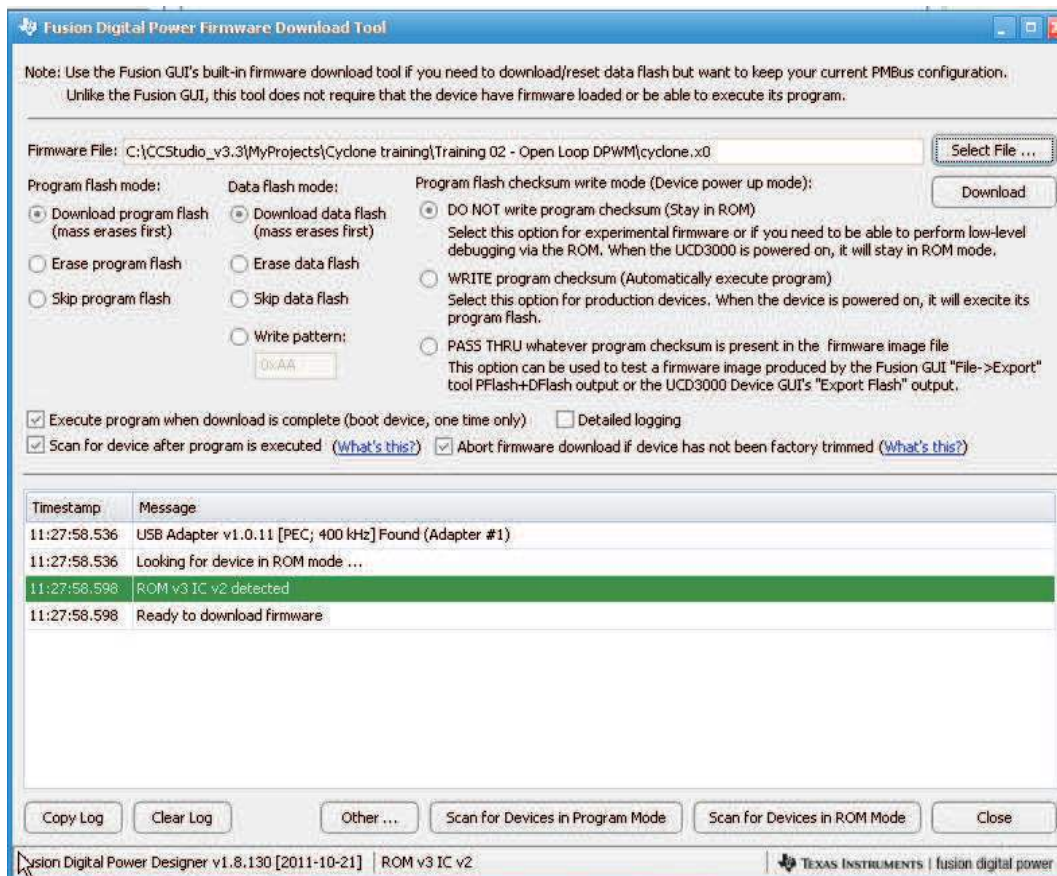 Fusion Digital Power Firmware Download Tool
Note: Use the Fusion GUI's built-in firmware download tool if you need to download/reset data flash but want to keep your current PMBus configuration.
Unlike the Fusion GUI, this tool does not require that the device have firmware loaded or be able to execute its program.
Firmware File: C:\CCStudio_v3.3\MyProjects\Cyclone training\Training 02 - Open Loop DPWM\cyclone.x0
Select File ...
Download
Program flash mode:
Download program flash
(mass erases first)
Erase program flash
Skip program flash
Data flash mode:
Download data flash
(mass erases first)
Erase data flash
Skip data flash
Write pattern:
0xAA
Program flash checksum write mode (Device power up mode):
DO NOT write program checksum (Stay in ROM)
Select this option for experimental firmware or if you need to be able to perform low-level
debugging via the ROM. When the UCD3000 is powered on, it will stay in ROM mode.
WRITE program checksum (Automatically execute program)
Select this option for production devices. When the device is powered on, it will execite its
program flash.
PASS THRU whatever program checksum is present in the firmware image file
This option can be used to test a firmware image produced by the Fusion GUI "File->Export"
tool PFlash+DFlash output or the UCD3000 Device GUI's "Export Flash" output.
Execute program when download is complete (boot device, one time only) Detailed logging
Scan for device after program is executed (What's this?) Abort firmware download if device has not been factory trimmed (What's this?)
Timestamp Message
11:27:58.536 USB Adapter v1.0.11 [PEC; 400 kHz] Found (Adapter #1)
11:27:58.536 Looking for device in ROM mode ...
11:27:58.598 ROM v3 IC v2 detected
11:27:58.598 Ready to download firmware
Copy Log Clear Log Other ... Scan for Devices in Program Mode Scan for Devices in ROM Mode Close
usion Digital Power Designer v1.8.130 [2011-10-21] ROM v3 IC v2 TEXAS INSTRUMENTS | fusion digital power